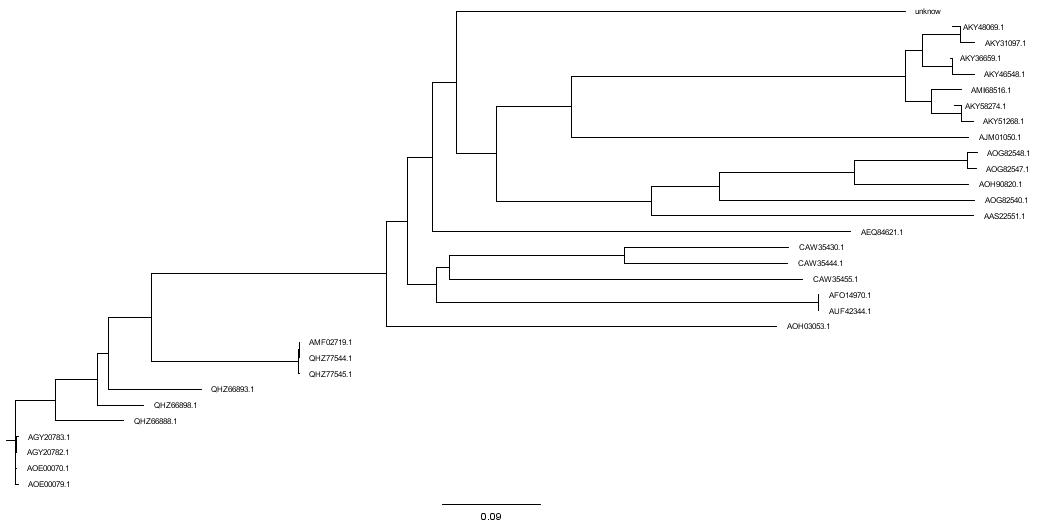 unknow
AKY48069.1
AKY31097.1
AKY36659.1
AKY46548.1
AMI68516.1
AKY58274.1
AKY51268.1
AJM01050.1
AOG82548.1
AOG82547.1
AOH90820.1
AOG82540.1
AAS22551.1
AEQ84621.1
CAW35430.1
CAW35444.1
CAW35455.1
AFO14970.1
AUF42344.1
AOH03053.1
AMF02719.1
QHZ77544.1
QHZ77545.1
QHZ66893.1
QHZ66898.1
QHZ66888.1
AGY20783.1
AGY20782.1
AOE00070.1
AOE00079.1
0.09